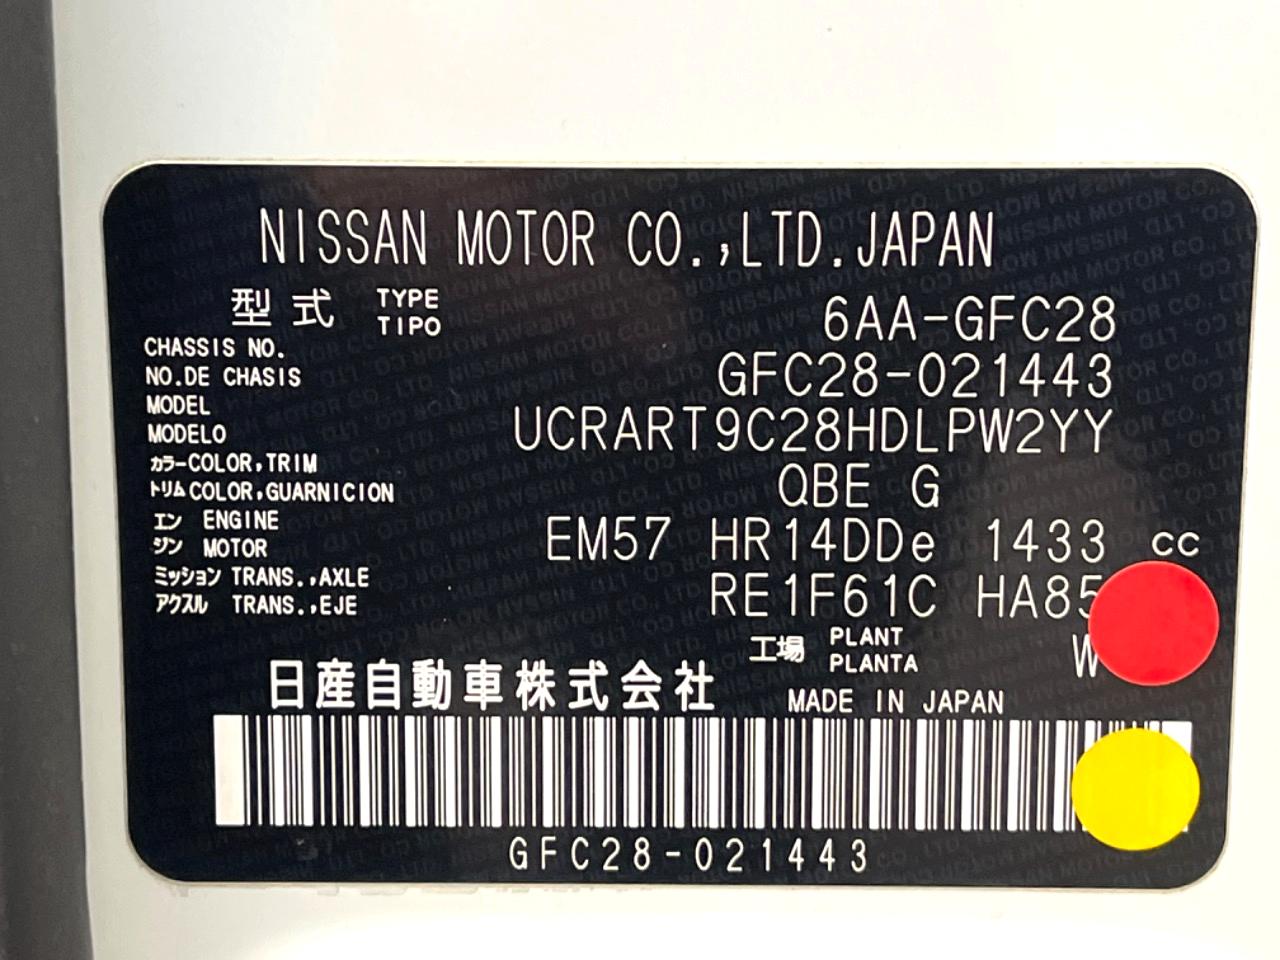 NISSAN MOTOR CO.,LTD.JAPAN
型式 TYPE TIPO 6AA-GFC28
CHASSIS NO.
NO.DE CHASIS GFC28-021443
MODEL
MODELO UCRART9C28HDLPW2YY
カラー COLOR,TRIM
トリム COLOR,GUARNICION QBE G
エン ENGINE
ジン MOTOR EM57 HR14DDe 1433 cc
ミッション TRANS.,AXLE
アクスル TRANS.,EJE RE1F61C HA85
工場 PLANT PLANTA W
日産自動車株式会社 MADE IN JAPAN
GFC28-021443